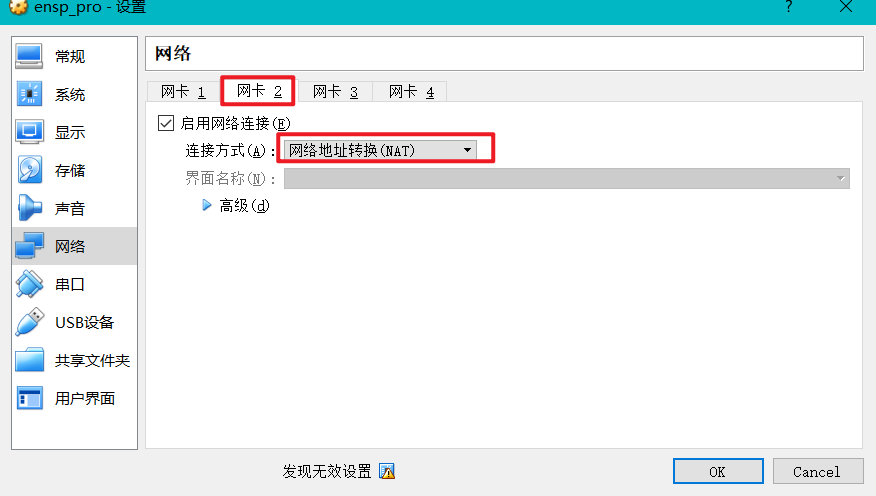 ensp_pro - 设置 ?
常规
系统
显示
存储
声音
网络
串口
USB设备
共享文件夹
用户界面
网络
网卡 1 网卡 2 网卡 3 网卡 4
启用网络连接(E)
连接方式(A): 网络地址转换(NAT)
界面名称(N):
高级(d)
发现无效设置
OK Cancel